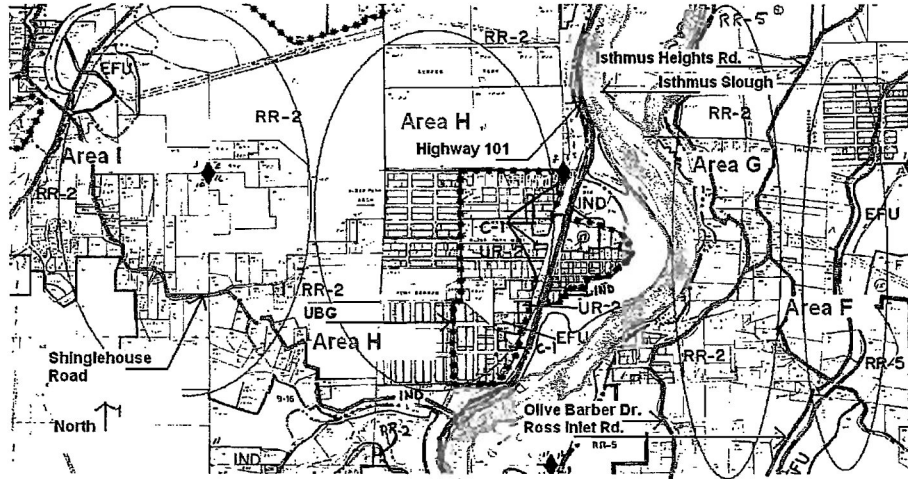 RR-2
RR-5
EFU
Isthmus Heights Rd.
Isthmus Slough
RR-2
Area H
RR-2
Highway 101
Area I
Area G
RR-2
IND
EFU
C-1
UR-2
IND
RR-2
UR-2
UBG
EFU
Area F
Area H
C-1
Shinglehouse
Road
RR-2
RR-5
9-16
IND
North
Olive Barber Dr.
Ross Inlet Rd.
RR-2
RR-5
IND
EFU